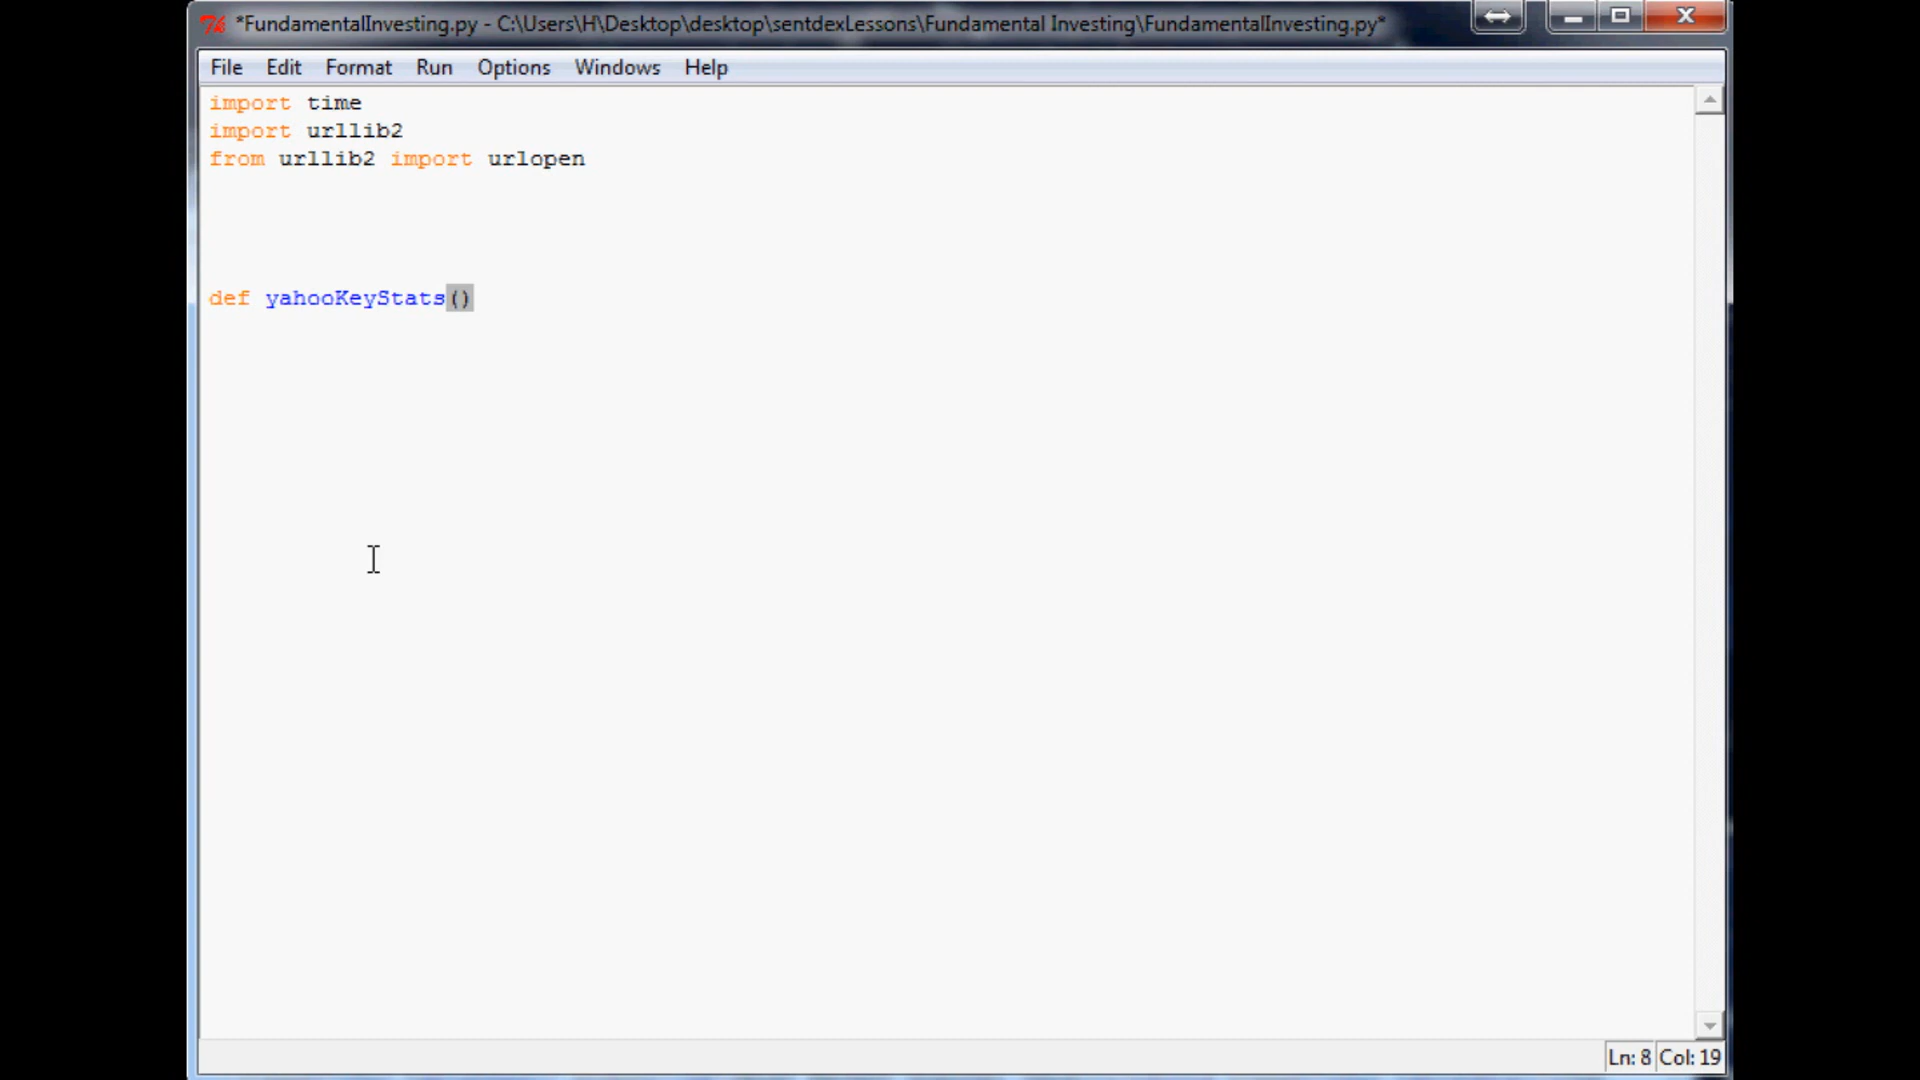 *FundamentalInvesting.py - C:\Users\H\Desktop\desktop\sentdexLessons\Fundamental Investing\FundamentalInvesting.py*
File Edit Format Run Options Windows Help
import time
import urllib2
from urllib2 import urlopen
def yahooKeyStats()
Ln: 8 Col: 19